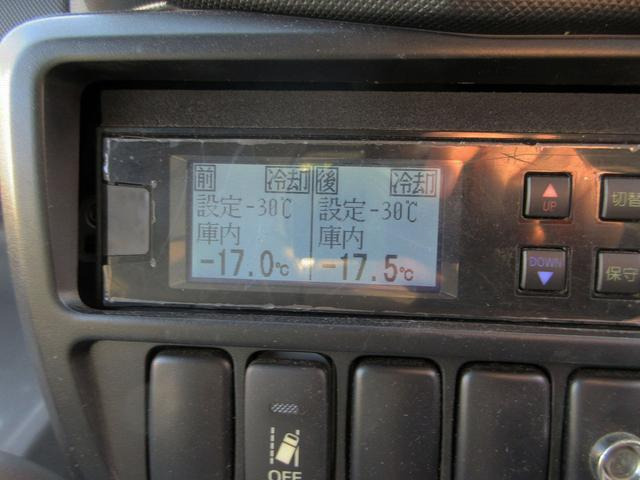 前 冷却 後 冷却
設定-30℃ 設定-30℃
庫内 庫内
-17.0℃ -17.5℃
UP
切替
DOWN
保守
OFF